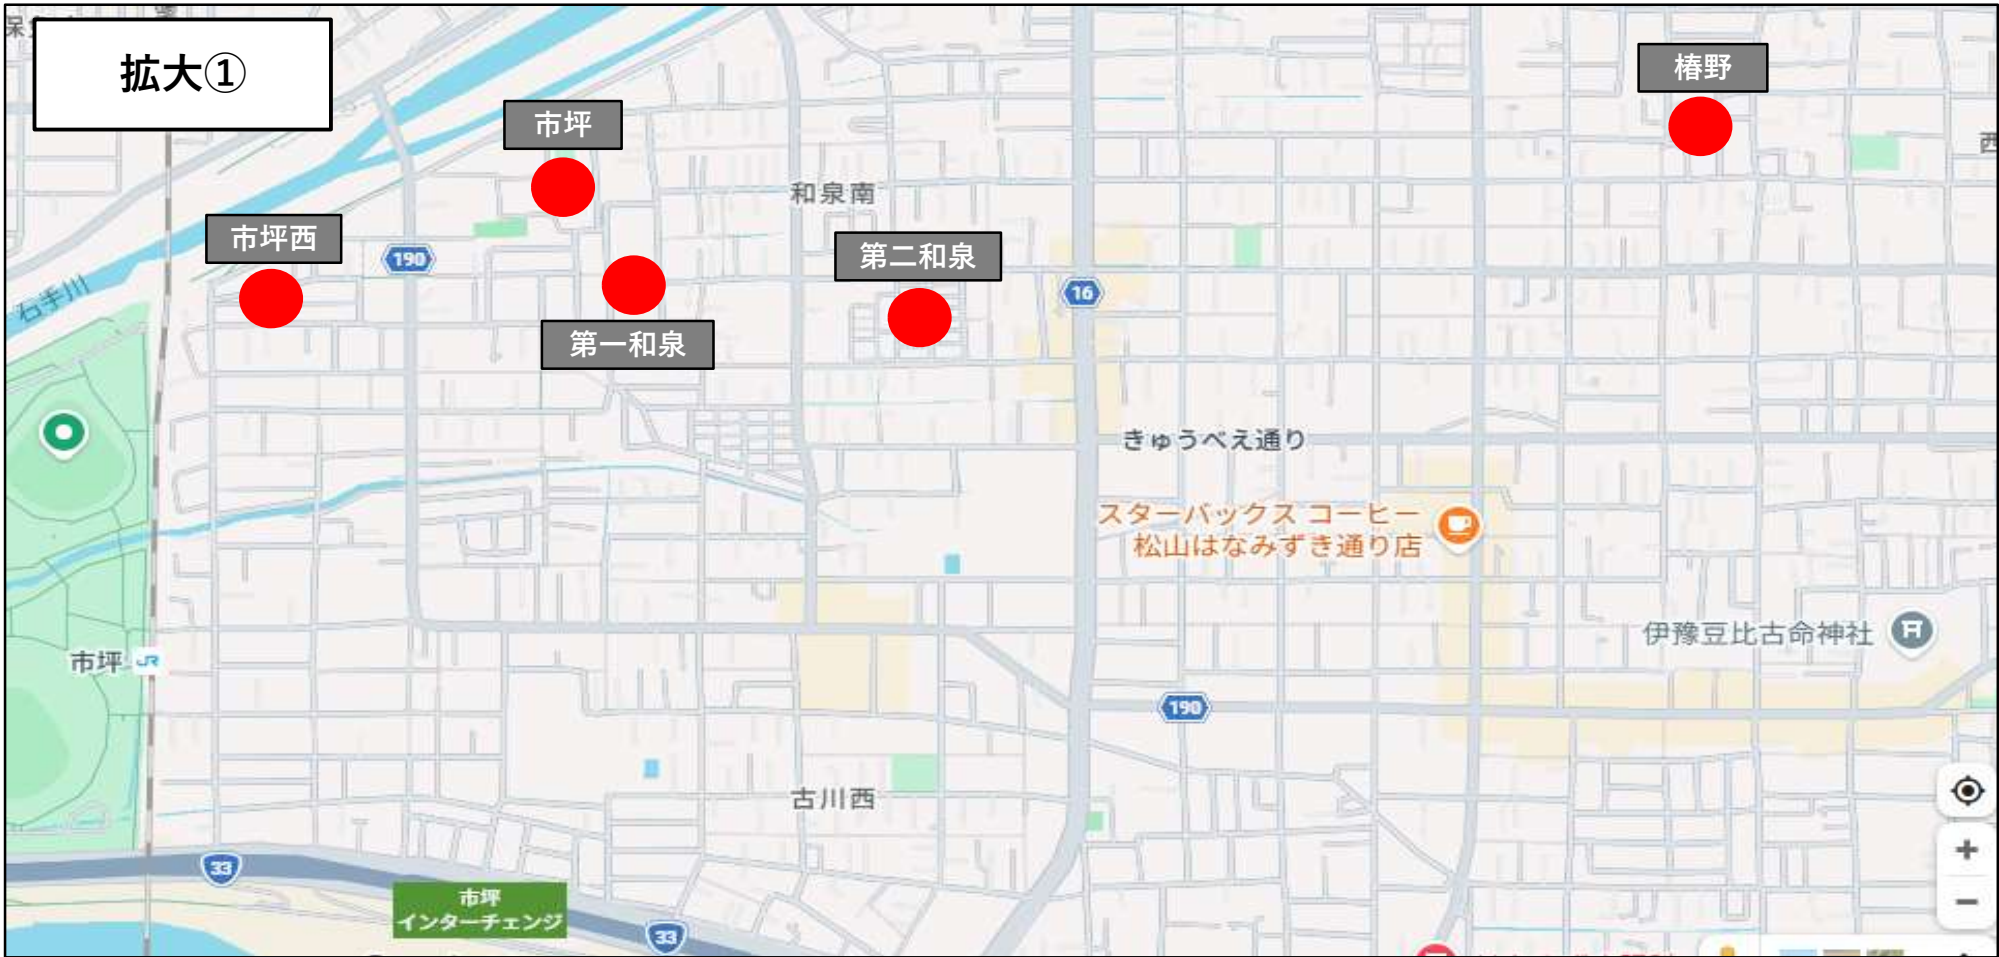 拡大①
椿野
市坪
和泉南
市坪西
190
第二和泉
16
石手川
第一和泉
きゅうべえ通り
スターバックス コーヒー
松山はなみずき通り店
伊豫豆比古命神社
市坪 JR
190
古川西
33
市坪
インターチェンジ
33